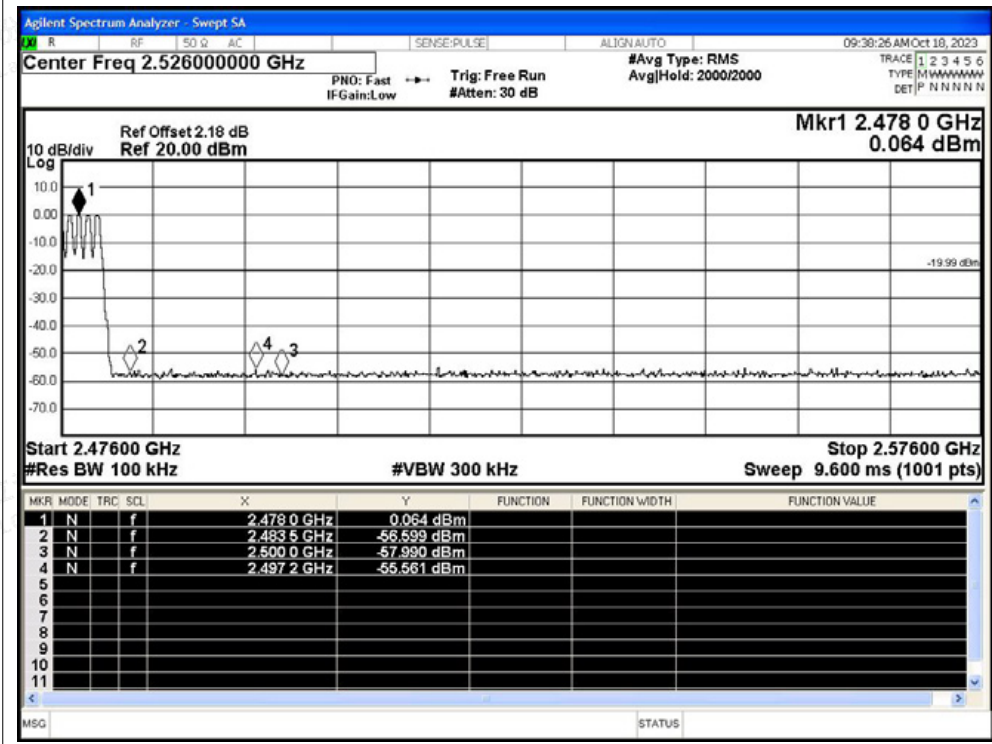 Agilent Spectrum Analyzer - Swept SA
LXI R RF 50 Ω AC SENSE:PULSE ALIGN AUTO 09:38:26 AM Oct 18, 2023
Center Freq 2.526000000 GHz
PNO: Fast Trig: Free Run #Avg Type: RMS TRACE 1 2 3 4 5 6
IFGain:Low #Atten: 30 dB Avg|Hold: 2000/2000 TYPE M WWWWW
DET P N N N N N
Mkr1 2.478 0 GHz
0.064 dBm
Ref Offset 2.18 dB
10 dB/div Ref 20.00 dBm
Log
10.0
1
0.00
-10.0
-20.0
-19.99 dBm
-30.0
-40.0
-50.0
2 4 3
-60.0
-70.0
Start 2.47600 GHz Stop 2.57600 GHz
#Res BW 100 kHz #VBW 300 kHz Sweep 9.600 ms (1001 pts)
MKR MODE TRC SCL X Y FUNCTION FUNCTION WIDTH FUNCTION VALUE
1 N f 2.478 0 GHz 0.064 dBm
2 N f 2.483 5 GHz -56.599 dBm
3 N f 2.500 0 GHz -57.990 dBm
4 N f 2.497 2 GHz -55.561 dBm
5
6
7
8
9
10
11
MSG STATUS